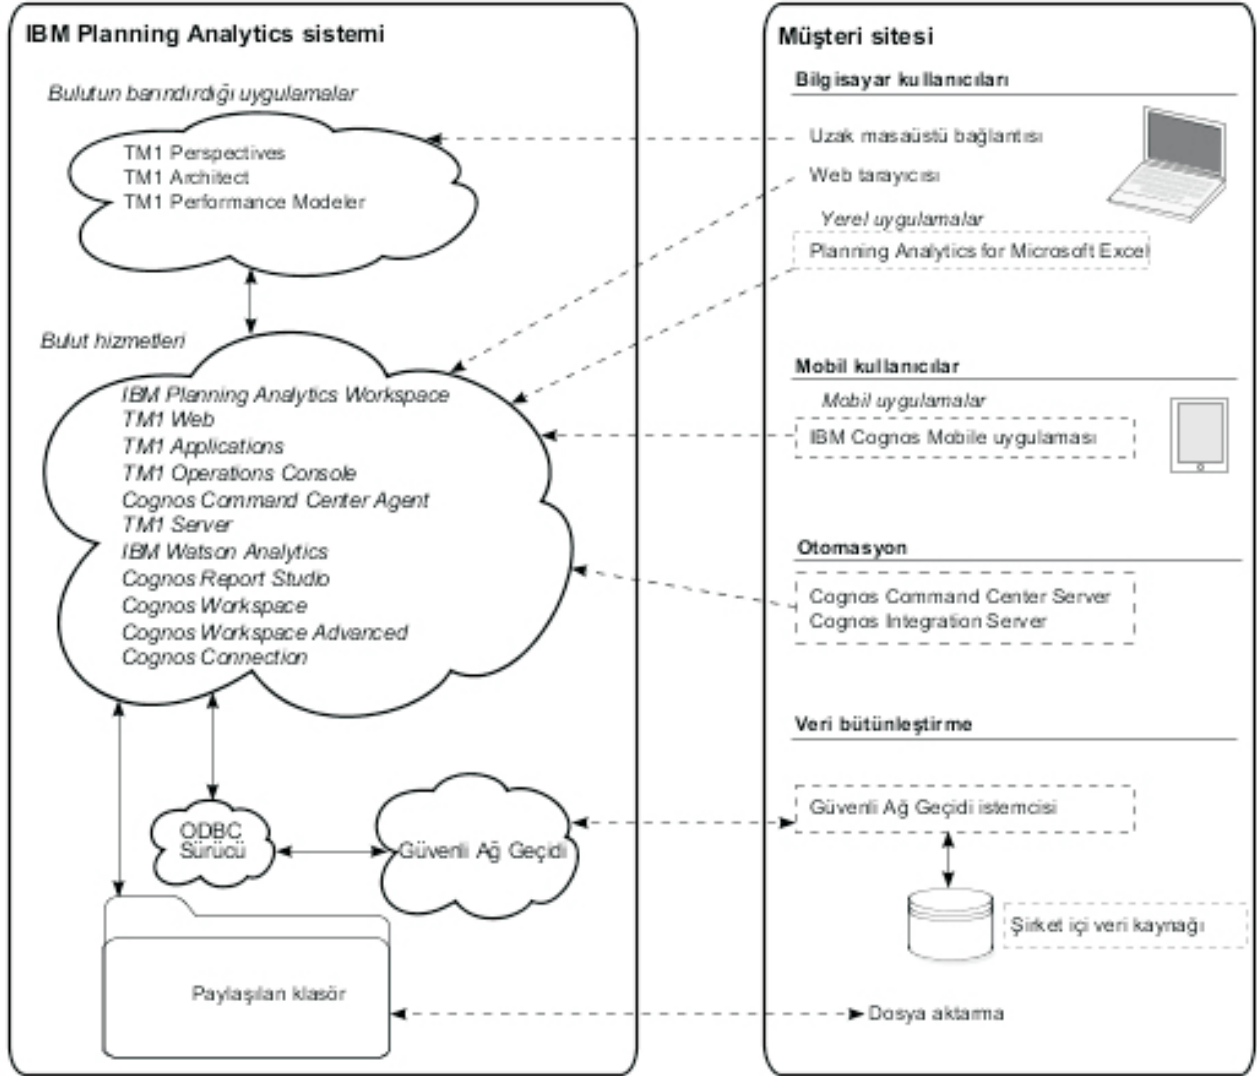 IBM Planning Analytics sistemi
Bulutun barındırdığı uygulamalar
TM1 Perspectives
TM1 Architect
TM1 Performance Modeler
Bulut hizmetleri
IBM Planning Analytics Workspace
TM1 Web
TM1 Applications
TM1 Operations Console
Cognos Command Center Agent
TM1 Server
IBM Watson Analytics
Cognos Report Studio
Cognos Workspace
Cognos Workspace Advanced
Cognos Connection
ODBC
Sürücü
Güvenli Ağ Geçidi
Paylaşılan klasör
Müşteri sitesi
Bilgisayar kullanıcıları
Uzak masaüstü bağlantısı
Web tarayıcısı
Yerel uygulamalar
Planning Analytics for Microsoft Excel
Mobil kullanıcılar
Mobil uygulamalar
IBM Cognos Mobile uygulaması
Otomasyon
Cognos Command Center Server
Cognos Integration Server
Veri bütünleştirme
Güvenli Ağ Geçidi istemcisi
Şirket içi veri kaynağı
Dosya aktarma